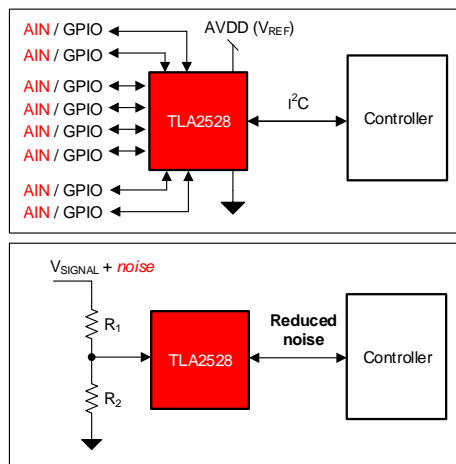 AVDD (VREF)
AIN / GPIO
AIN / GPIO
AIN / GPIO
AIN / GPIO
AIN / GPIO
AIN / GPIO
AIN / GPIO
AIN / GPIO
TLA2528
I²C
Controller
VSIGNAL + noise
R1
R2
TLA2528
Reduced
noise
Controller